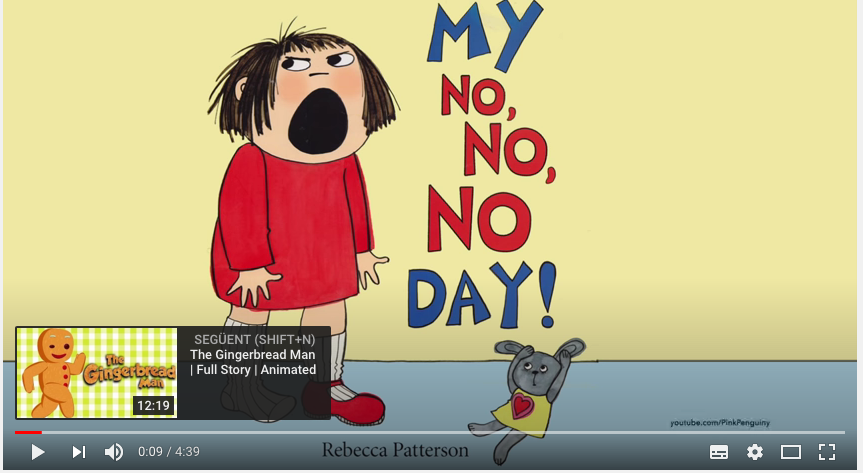 MY
NO,
NO,
NO
DAY!
SEGÜENT (SHIFT+N)
The Gingerbread Man
| Full Story | Animated
The
Gingerbread
Man
12:19
youtube.com/PinkPenguiny
0:09 / 4:39
Rebecca Patterson